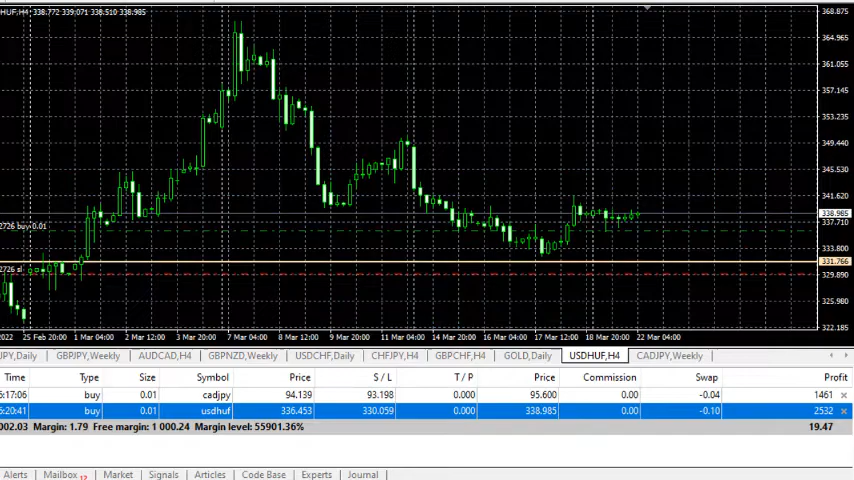 HUF,H4 338.772 339.071 338.510 338.985
368.875
364.965
361.055
357.145
353.235
349.440
345.530
341.620
338.985
337.710
333.800
331.766
329.890
325.980
322.185
2726 buy 0.01
2726 sl
2022 25 Feb 20:00 1 Mar 04:00 2 Mar 12:00 3 Mar 20:00 7 Mar 04:00 8 Mar 12:00 9 Mar 20:00 11 Mar 04:00 14 Mar 20:00 16 Mar 04:00 17 Mar 12:00 18 Mar 20:00 22 Mar 04:00
JPY,Daily GBPJPY,Weekly AUDCAD,H4 GBPNZD,Weekly USDCHF,Daily CHFJPY,H4 GBPCHF,H4 GOLD,Daily USDHUF,H4 CADJPY,Weekly
Time Type Size Symbol Price S / L T / P Price Commission Swap Profit
5:17:06 buy 0.01 cadjpy 94.139 93.198 0.000 95.600 0.00 -0.04 1461
5:20:41 buy 0.01 usdhuf 336.453 330.059 0.000 338.985 0.00 -0.10 2532
002.03 Margin: 1.79 Free margin: 1 000.24 Margin level: 55901.36% 19.47
Alerts Mailbox 12 Market Signals Articles Code Base Experts Journal